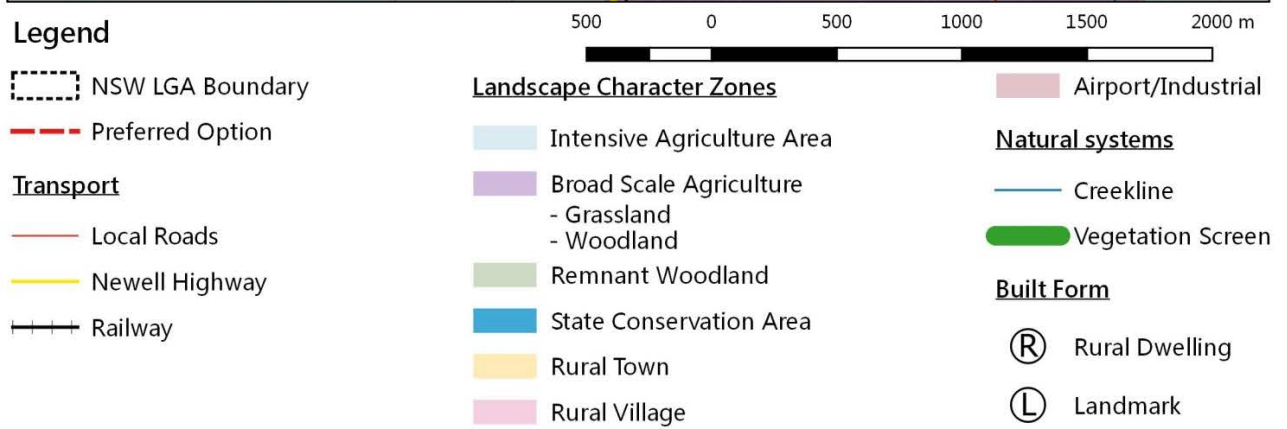 500 0 500 1000 1500 2000 m
Legend
NSW LGA Boundary
Preferred Option
Transport
Local Roads
Newell Highway
Railway
Landscape Character Zones
Intensive Agriculture Area
Broad Scale Agriculture
- Grassland
- Woodland
Remnant Woodland
State Conservation Area
Rural Town
Rural Village
Airport/Industrial
Natural systems
Creekline
Vegetation Screen
Built Form
R Rural Dwelling
L Landmark